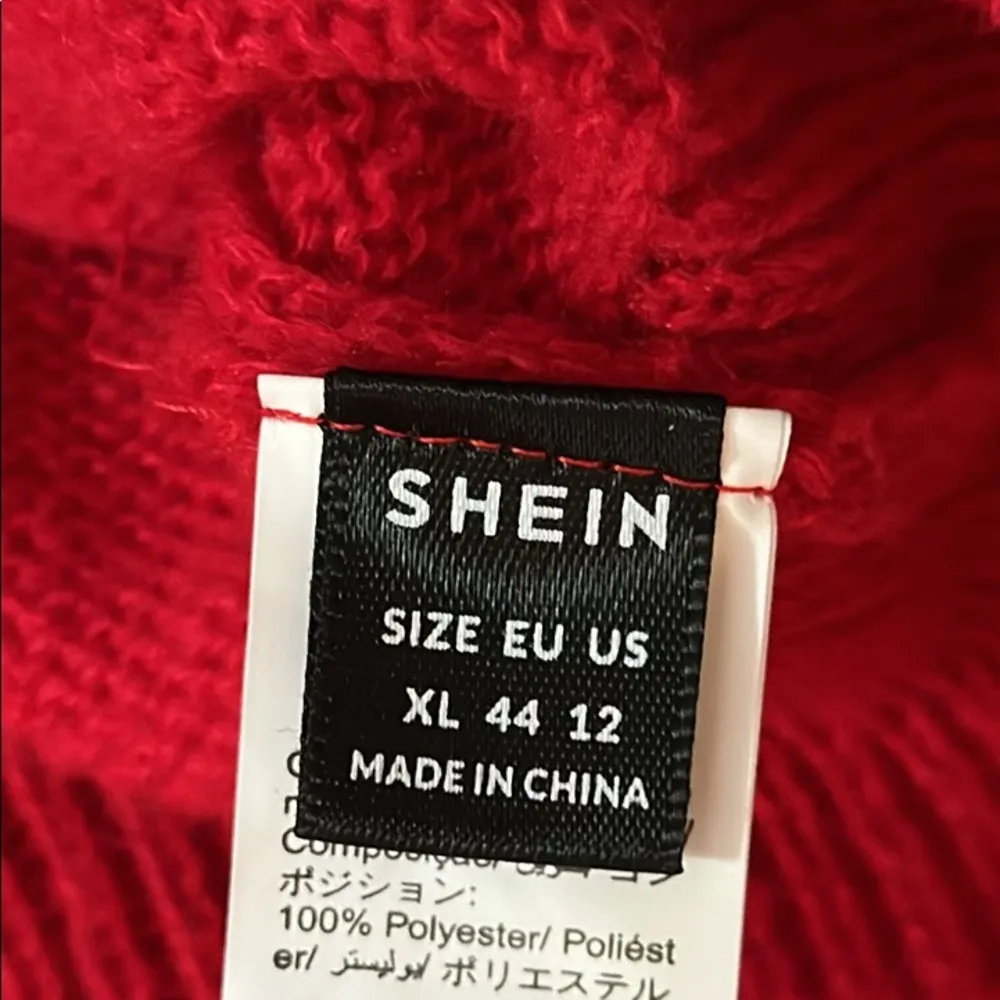 SHEIN
SIZE EU US
XL 44 12
MADE IN CHINA
ポジション:
100% Polyester/ Poliést
er/ بوليستر/ ポリエステル